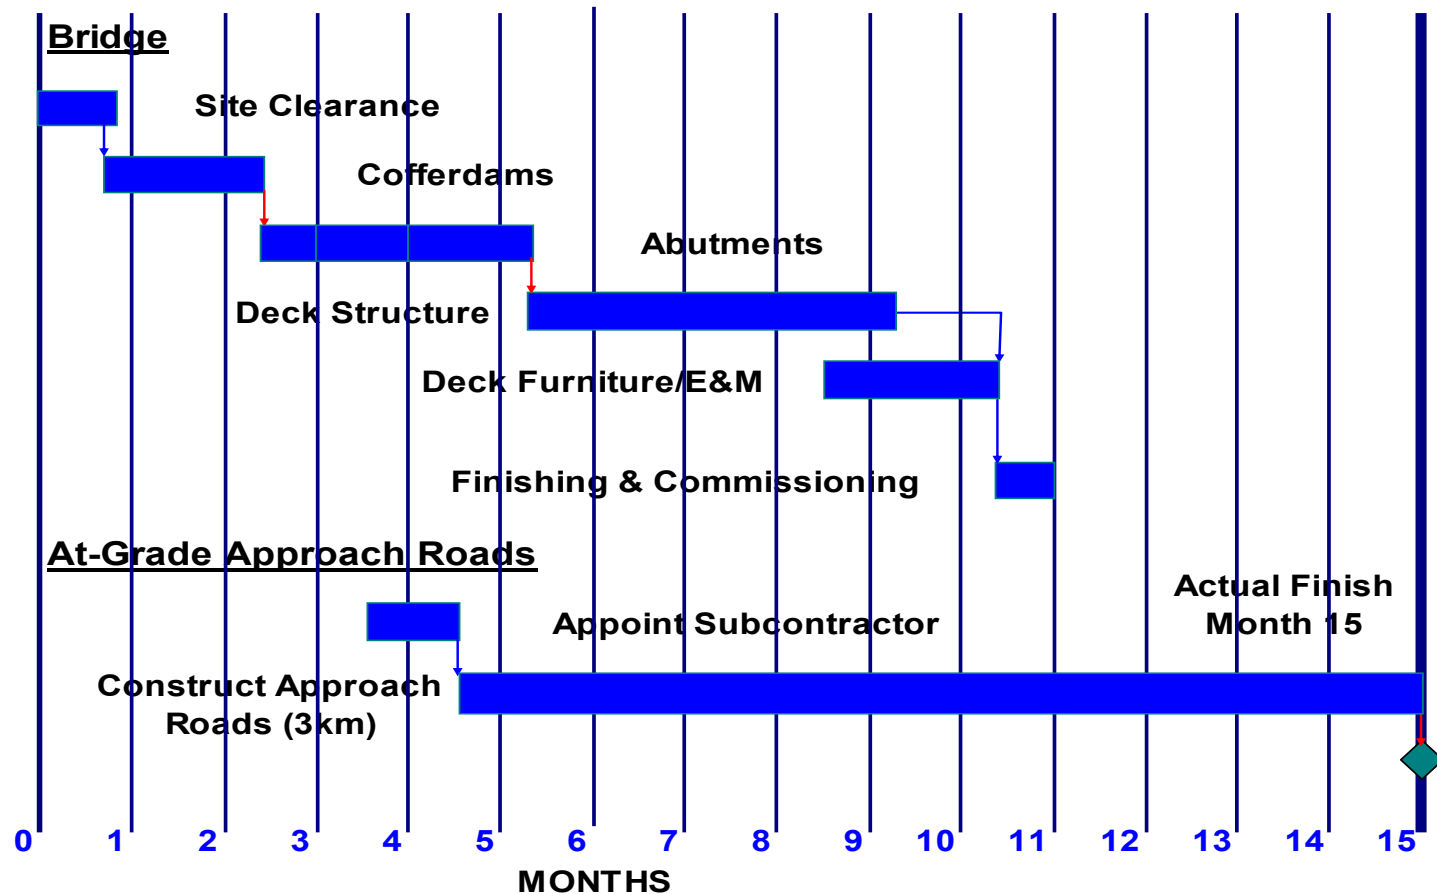 Bridge
Site Clearance
Cofferdams
Abutments
Deck Structure
Deck Furniture/E&M
Finishing & Commissioning
At-Grade Approach Roads
Actual Finish
Month 15
Appoint Subcontractor
Construct Approach
Roads (3km)
0 1 2 3 4 5 6 7 8 9 10 11 12 13 14 15
MONTHS